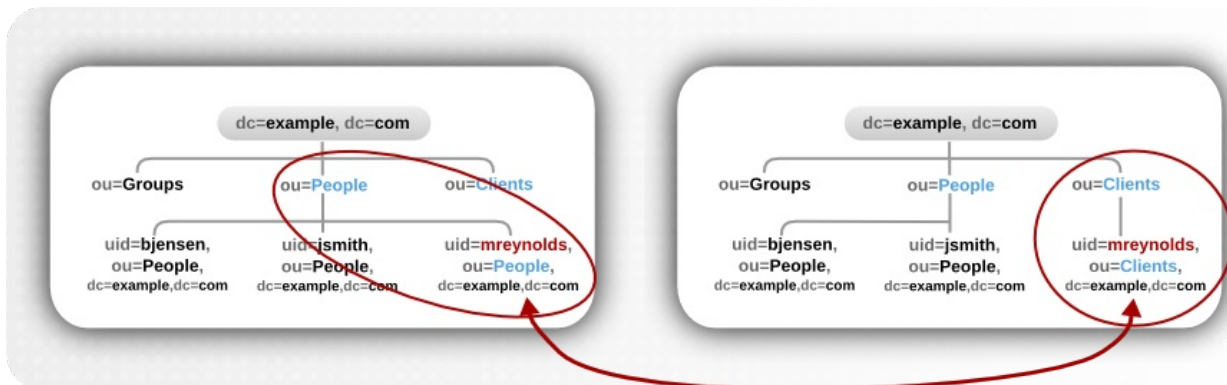 dc=example, dc=com
ou=Groups
ou=People
ou=Clients
uid=bjensen,
ou=People,
dc=example,dc=com
uid=jsmith,
ou=People,
dc=example,dc=com
uid=mreynolds,
ou=People,
dc=example,dc=com
dc=example, dc=com
ou=Groups
ou=People
ou=Clients
uid=bjensen,
ou=People,
dc=example,dc=com
uid=jsmith,
ou=People,
dc=example,dc=com
uid=mreynolds,
ou=Clients,
dc=example,dc=com